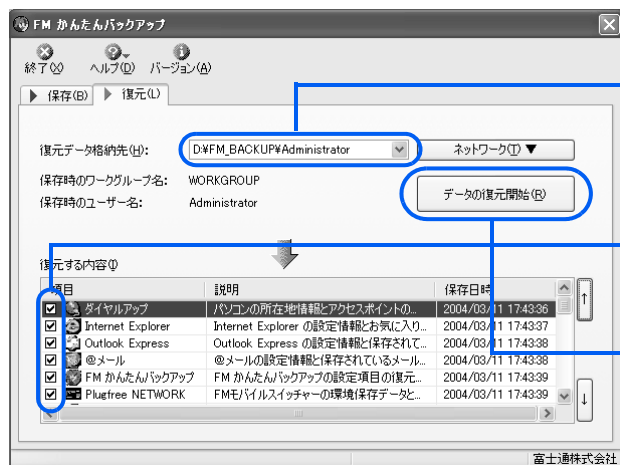 FM かんたんバックアップ
終了(X) ヘルプ(D) バージョン(A)
保存(B) 復元(L)
復元データ格納先(H): D:¥FM_BACKUP¥Administrator ネットワーク(T) ▼
保存時のワークグループ名: WORKGROUP
保存時のユーザー名: Administrator
データの復元開始(R)
復元する内容(I)
項目 説明 保存日時
ダイヤルアップ パソコンの所在地情報とアクセスポイントの... 2004/03/11 17:43:36
Internet Explorer Internet Explorer の設定情報とお気に入り... 2004/03/11 17:43:37
Outlook Express Outlook Express の設定情報と保存されて... 2004/03/11 17:43:38
@メール @メールの設定情報と保存されているメール... 2004/03/11 17:43:38
FM かんたんバックアップ FM かんたんバックアップの設定項目の復元... 2004/03/11 17:43:39
Plugfree NETWORK FMモバイルスイッチャーの環境保存データと... 2004/03/11 17:43:39
↑
↓
富士通株式会社